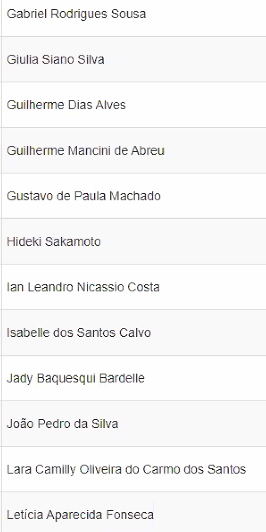 Gabriel Rodrigues Sousa
Giulia Siano Silva
Guilherme Dias Alves
Guilherme Mancini de Abreu
Gustavo de Paula Machado
Hideki Sakamoto
Ian Leandro Nicassio Costa
Isabelle dos Santos Calvo
Jady Baquesqui Bardelle
João Pedro da Silva
Lara Camilly Oliveira do Carmo dos Santos
Letícia Aparecida Fonseca